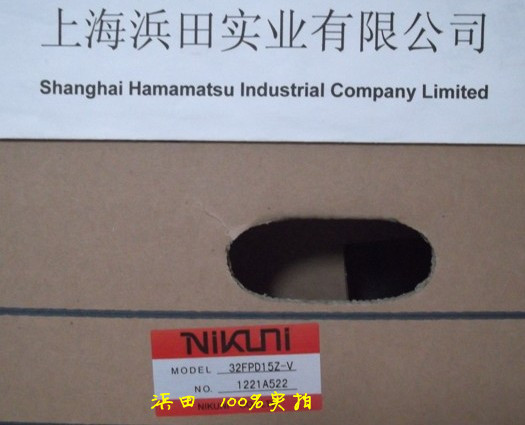 上海浜田实业有限公司
Shanghai Hamamatsu Industrial Company Limited
NiKUNi
MODEL 32FPD15Z-V
NO. 1221A522
浜田 100%实拍
NIKUNI